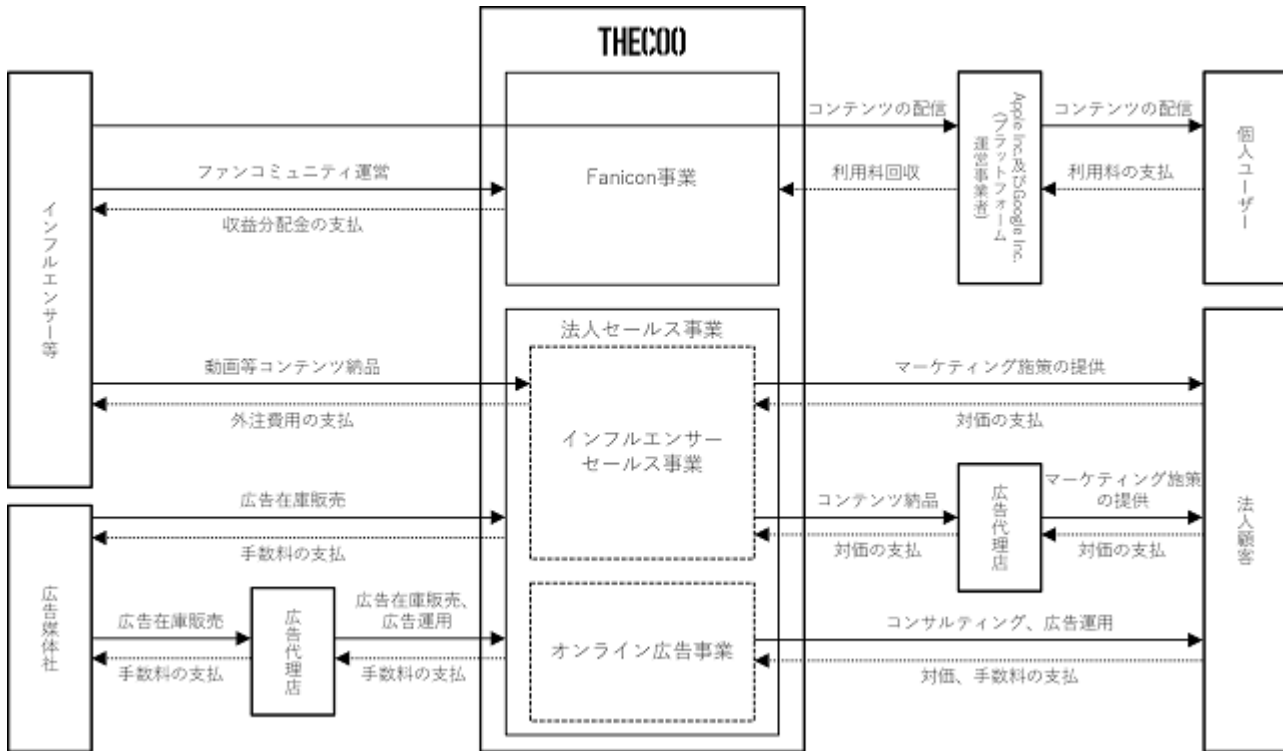 THECOO
インフルエンサー等
ファンコミュニティ運営
収益分配金の支払
Fanicon事業
コンテンツの配信
利用料回収
Apple Inc.及びGoogle Inc.
(プラットフォーム
運営事業者)
コンテンツの配信
利用料の支払
個人ユーザー
法人セールス事業
動画等コンテンツ納品
外注費用の支払
インフルエンサー
セールス事業
マーケティング施策の提供
対価の支払
広告在庫販売
手数料の支払
コンテンツ納品
対価の支払
広告代理店
マーケティング施策
の提供
対価の支払
法人顧客
広告媒体社
広告在庫販売
手数料の支払
広告代理店
広告在庫販売、
広告運用
手数料の支払
オンライン広告事業
コンサルティング、広告運用
対価、手数料の支払